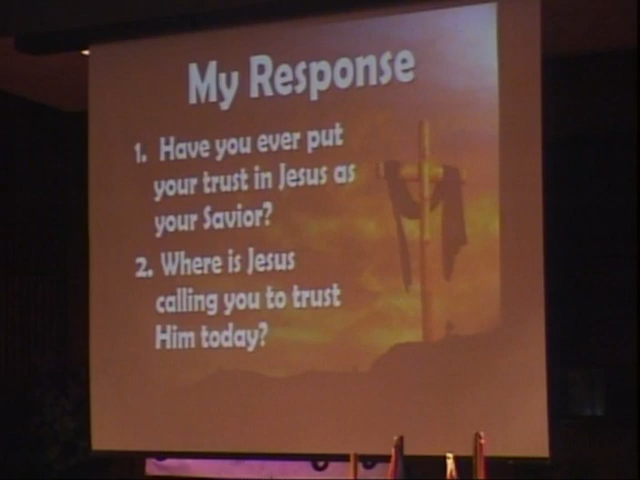 My Response
1. Have you ever put
your trust in Jesus as
your Savior?
2. Where is Jesus
calling you to trust
Him today?